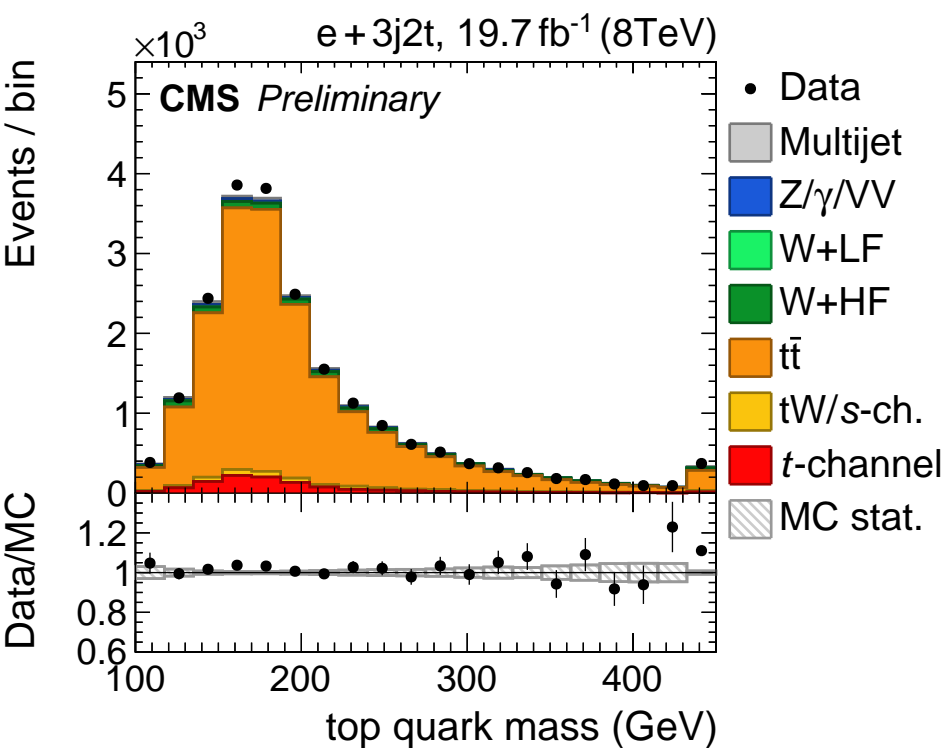 ×10³ e + 3j2t, 19.7 fb⁻¹ (8TeV)
CMS Preliminary
Events / bin
5
4
3
2
1
0
Data
Multijet
Z/γ/VV
W+LF
W+HF
tt̄
tW/s-ch.
t-channel
MC stat.
Data/MC
1.2
1
0.8
0.6
100 200 300 400
top quark mass (GeV)